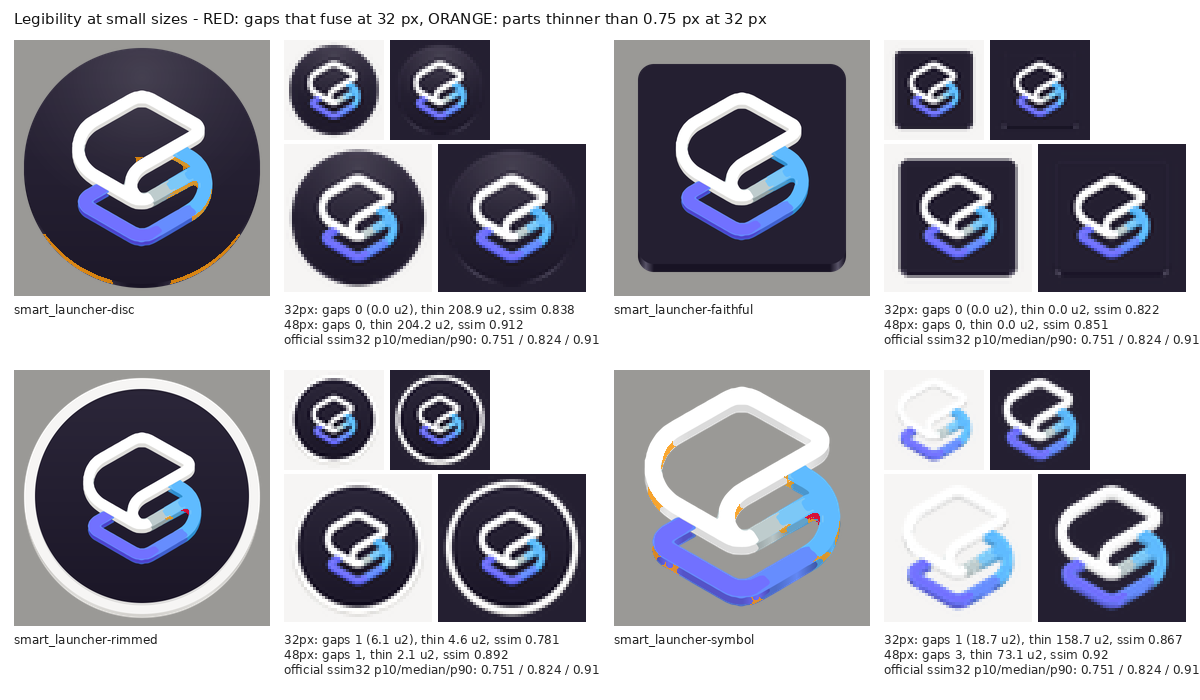 Legibility at small sizes - RED: gaps that fuse at 32 px, ORANGE: parts thinner than 0.75 px at 32 px
smart_launcher-disc
32px: gaps 0 (0.0 u2), thin 208.9 u2, ssim 0.838
48px: gaps 0, thin 204.2 u2, ssim 0.912
official ssim32 p10/median/p90: 0.751 / 0.824 / 0.91
smart_launcher-faithful
32px: gaps 0 (0.0 u2), thin 0.0 u2, ssim 0.822
48px: gaps 0, thin 0.0 u2, ssim 0.851
official ssim32 p10/median/p90: 0.751 / 0.824 / 0.91
smart_launcher-rimmed
32px: gaps 1 (6.1 u2), thin 4.6 u2, ssim 0.781
48px: gaps 1, thin 2.1 u2, ssim 0.892
official ssim32 p10/median/p90: 0.751 / 0.824 / 0.91
smart_launcher-symbol
32px: gaps 1 (18.7 u2), thin 158.7 u2, ssim 0.867
48px: gaps 3, thin 73.1 u2, ssim 0.92
official ssim32 p10/median/p90: 0.751 / 0.824 / 0.91